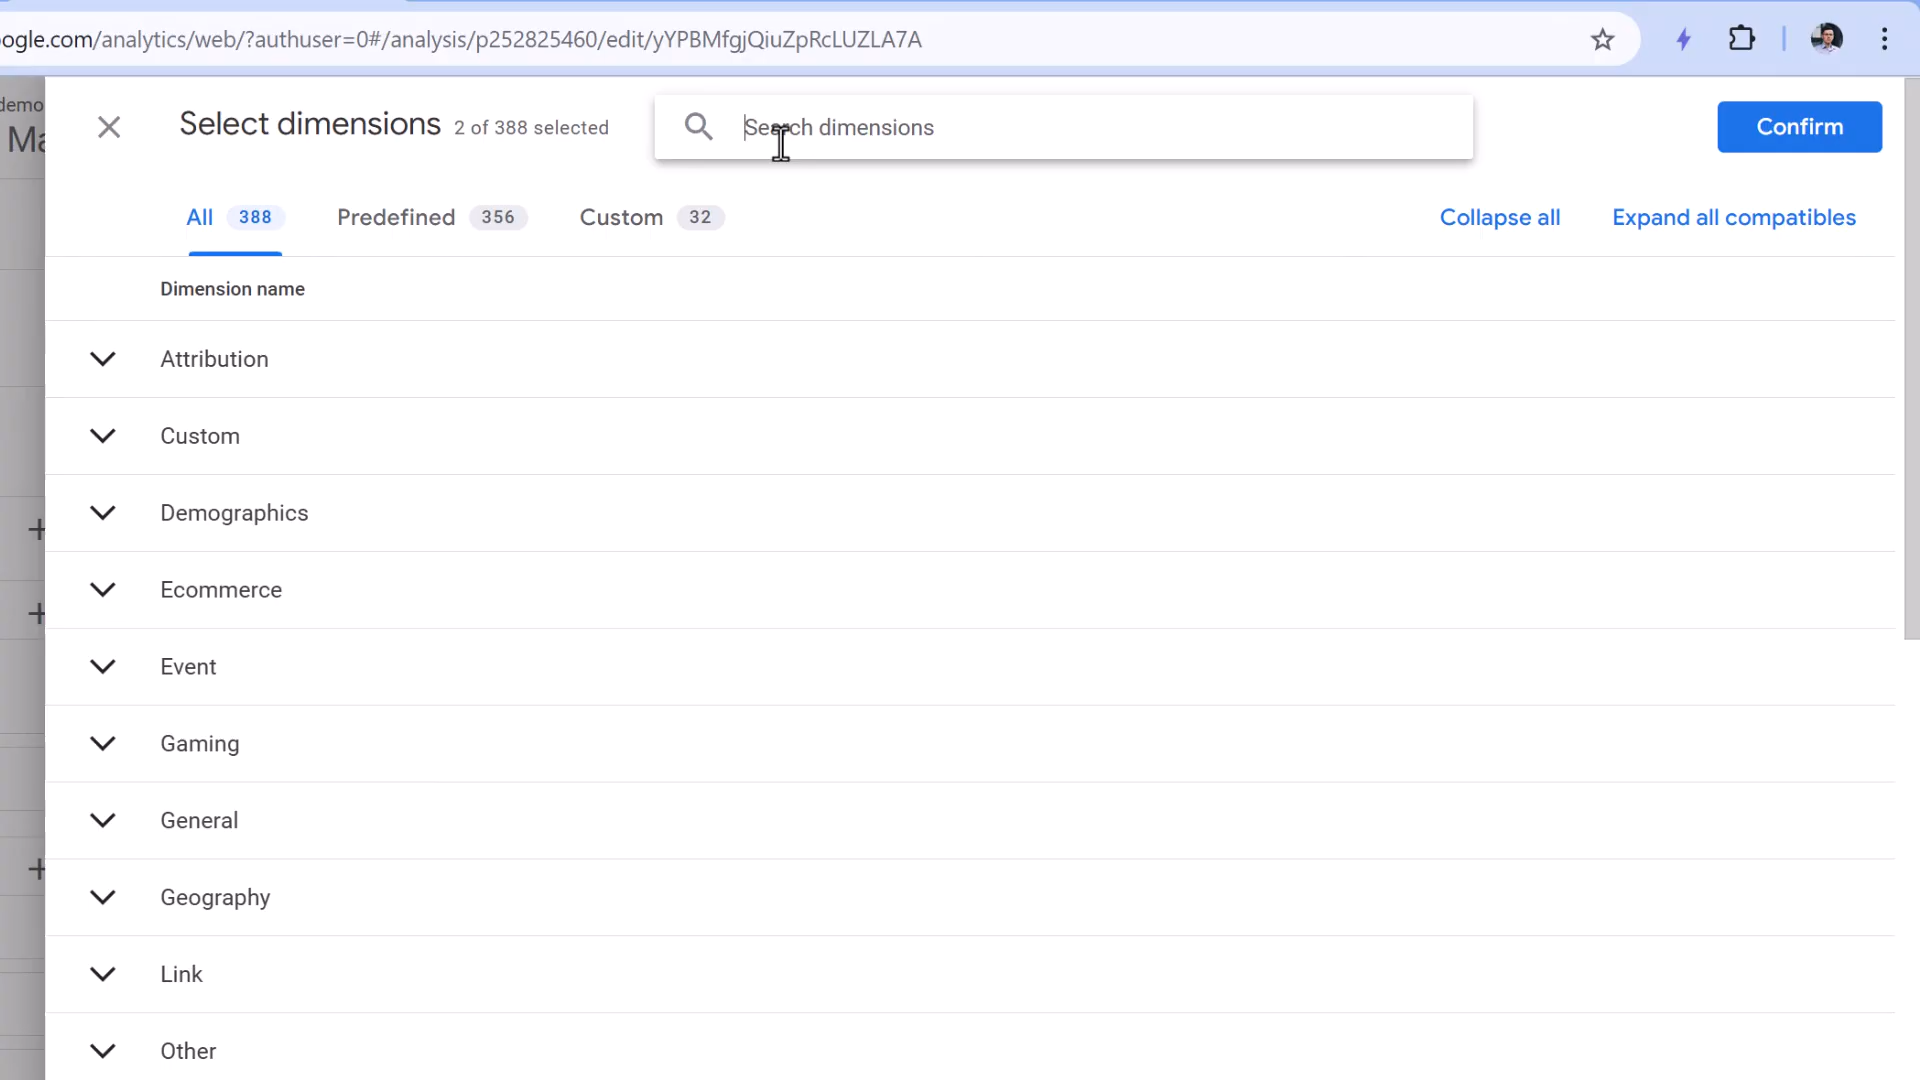 ogle.com/analytics/web/?authuser=0#/analysis/p252825460/edit/yYPBMfgjQiuZpRcLUZLA7A
demo
Ma
Select dimensions 2 of 388 selected
Search dimensions
Confirm
All 388
Predefined 356
Custom 32
Collapse all
Expand all compatibles
Dimension name
Attribution
Custom
Demographics
Ecommerce
Event
Gaming
General
Geography
Link
Other